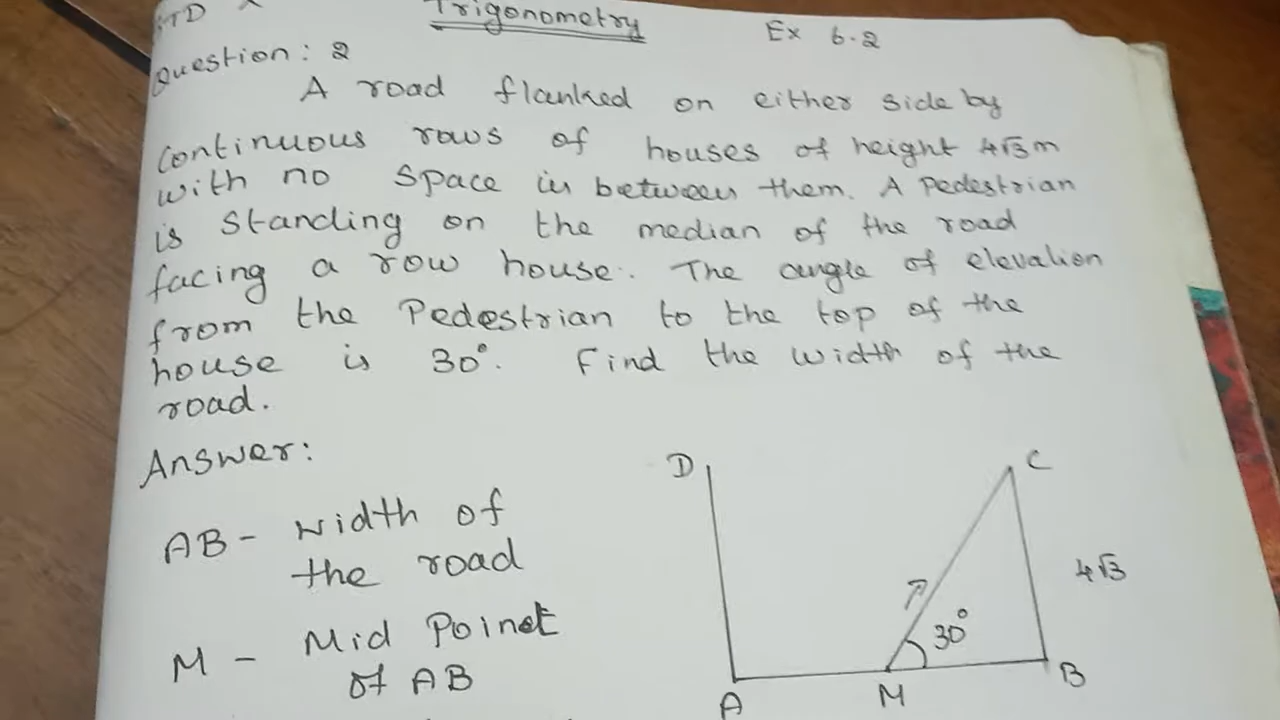 STD X
Trigonometry
Ex 6.2
Question: 2
A road flanked on either side by
continuous rows of houses of height 4√3m
with no space in between them. A Pedestrian
is standing on the median of the road
facing a row house. The angle of elevation
from the Pedestrian to the top of the
house is 30°. Find the width of the
road.
Answer:
AB - width of
the road
M - Mid Point
of AB
D
C
4√3
30°
A
M
B